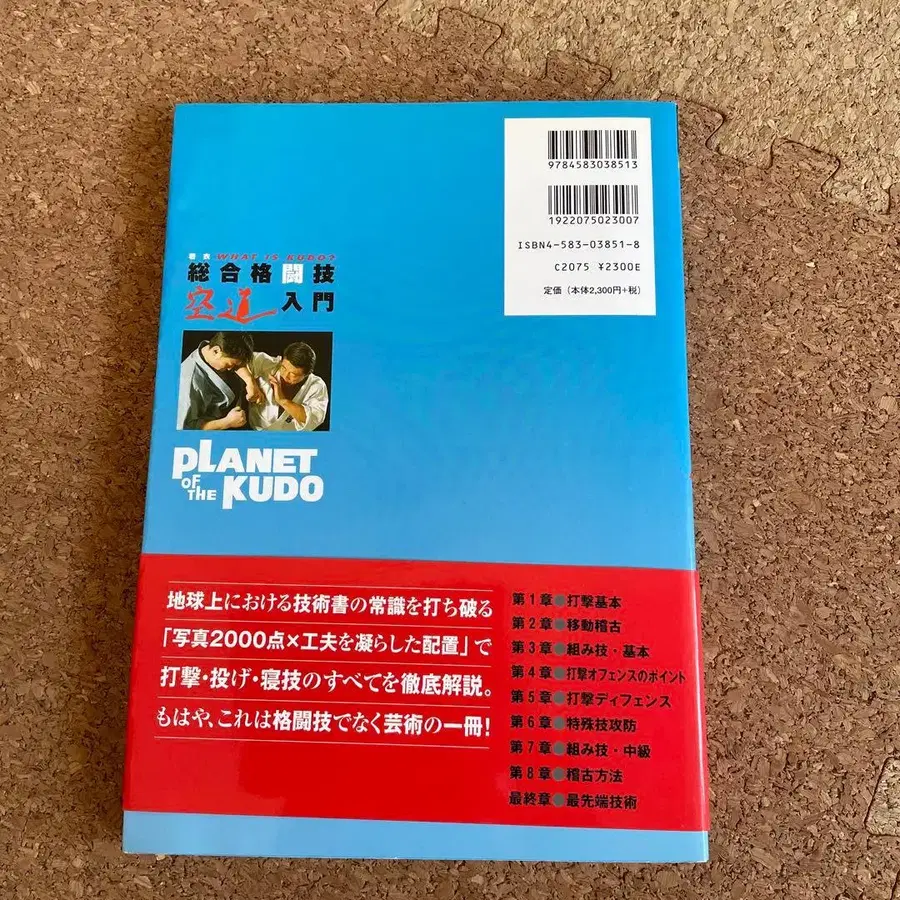 9784583038513
1922075023007
ISBN4-583-03851-8
C2075 ¥2300E
定価（本体2,300円+税）
WHAT IS KUDO?
総合格闘技
空道入門
PLANET
OF THE KUDO
地球上における技術書の常識を打ち破る
「写真2000点×工夫を凝らした配置」で
打撃・投げ・寝技のすべてを徹底解説。
もはや、これは格闘技でなく芸術の一冊!
第1章●打撃基本
第2章●移動稽古
第3章●組み技・基本
第4章●打撃オフェンスのポイント
第5章●打撃ディフェンス
第6章●特殊技攻防
第7章●組み技・中級
第8章●稽古方法
最終章●最先端技術